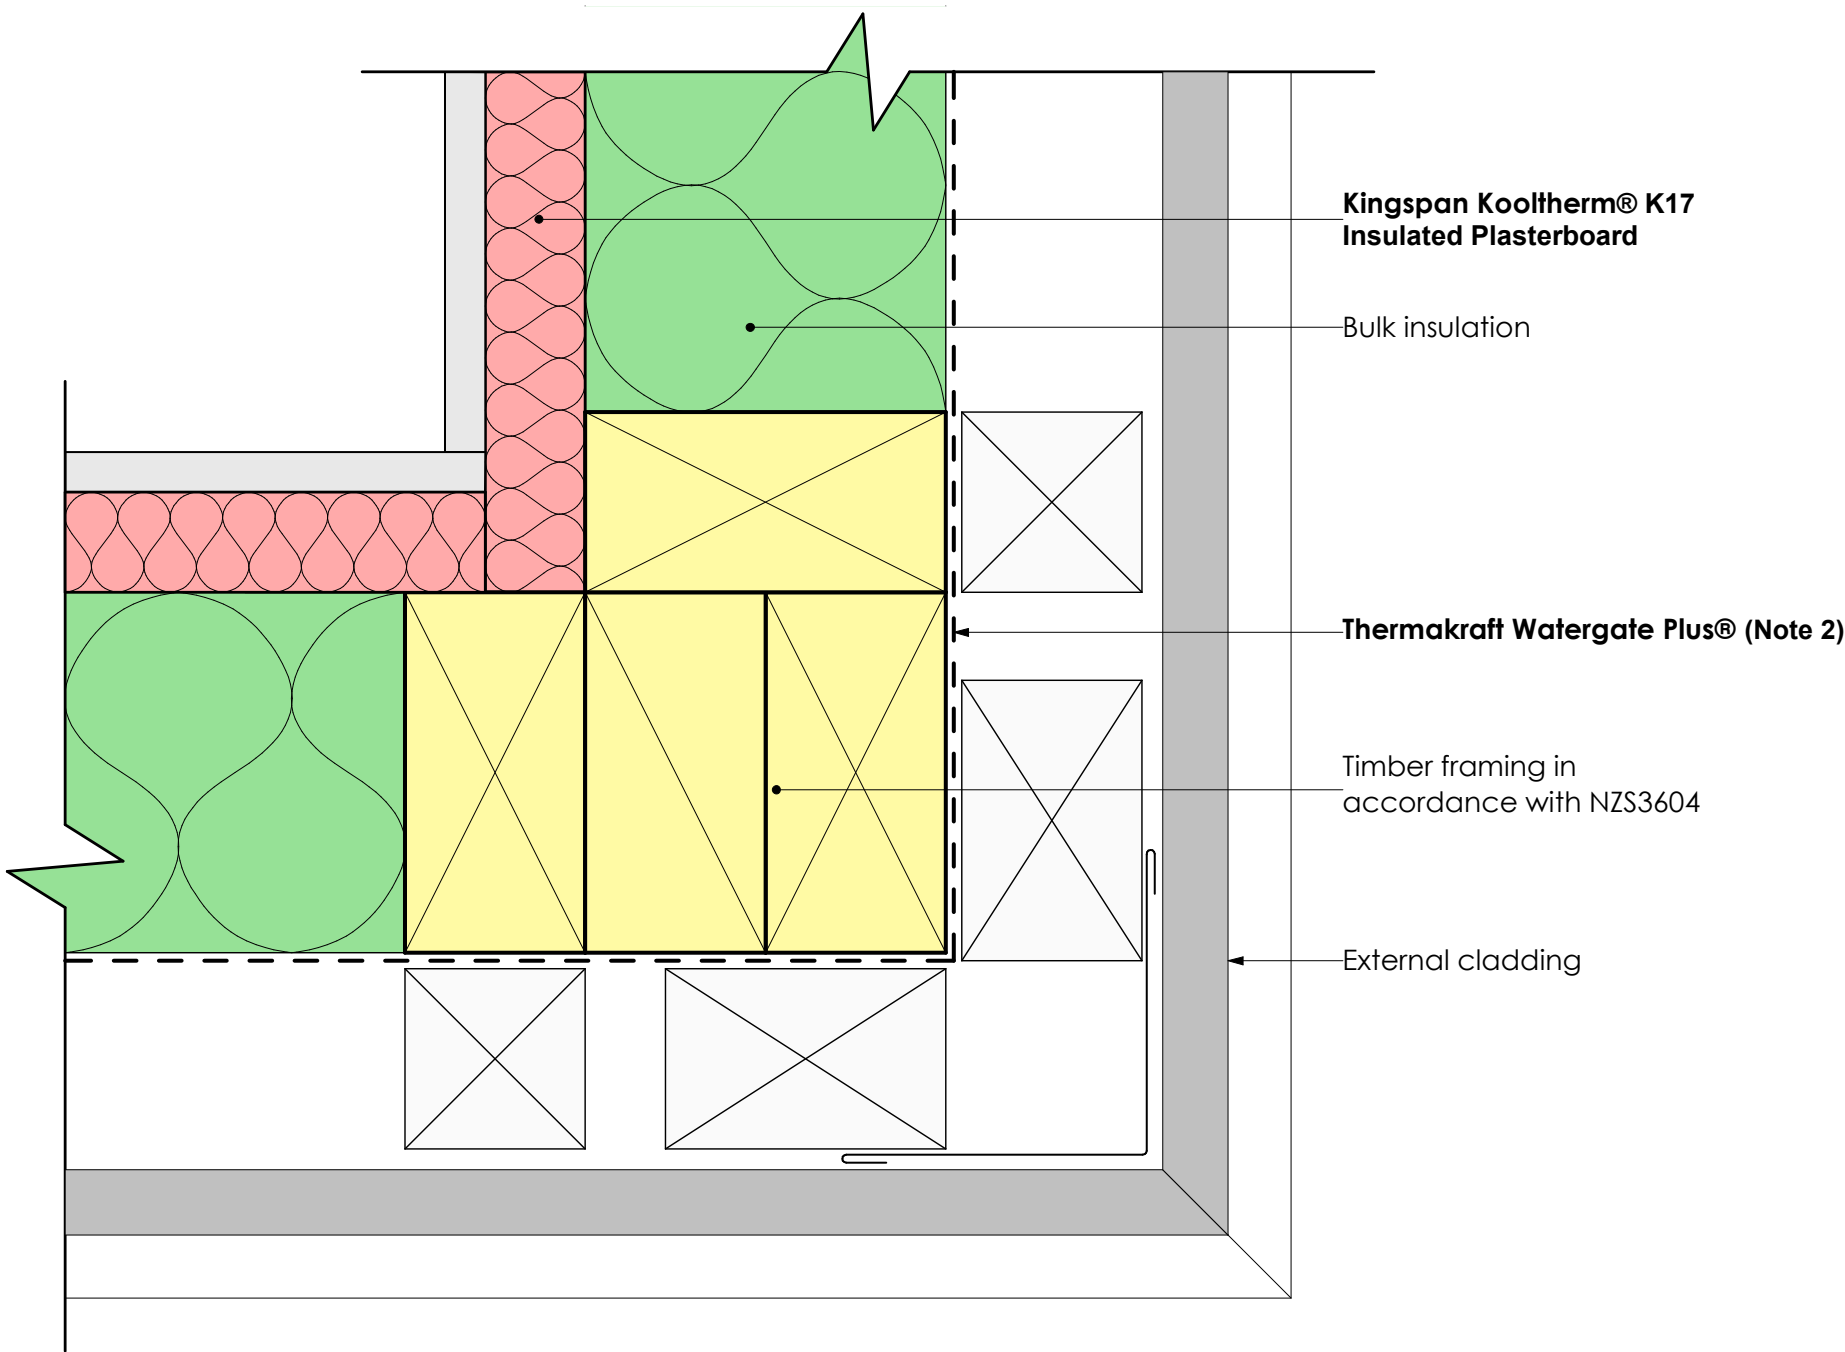 Kingspan Kooltherm® K17
Insulated Plasterboard
Bulk insulation
Thermakraft Watergate Plus® (Note 2)
Timber framing in
accordance with NZS3604
External cladding